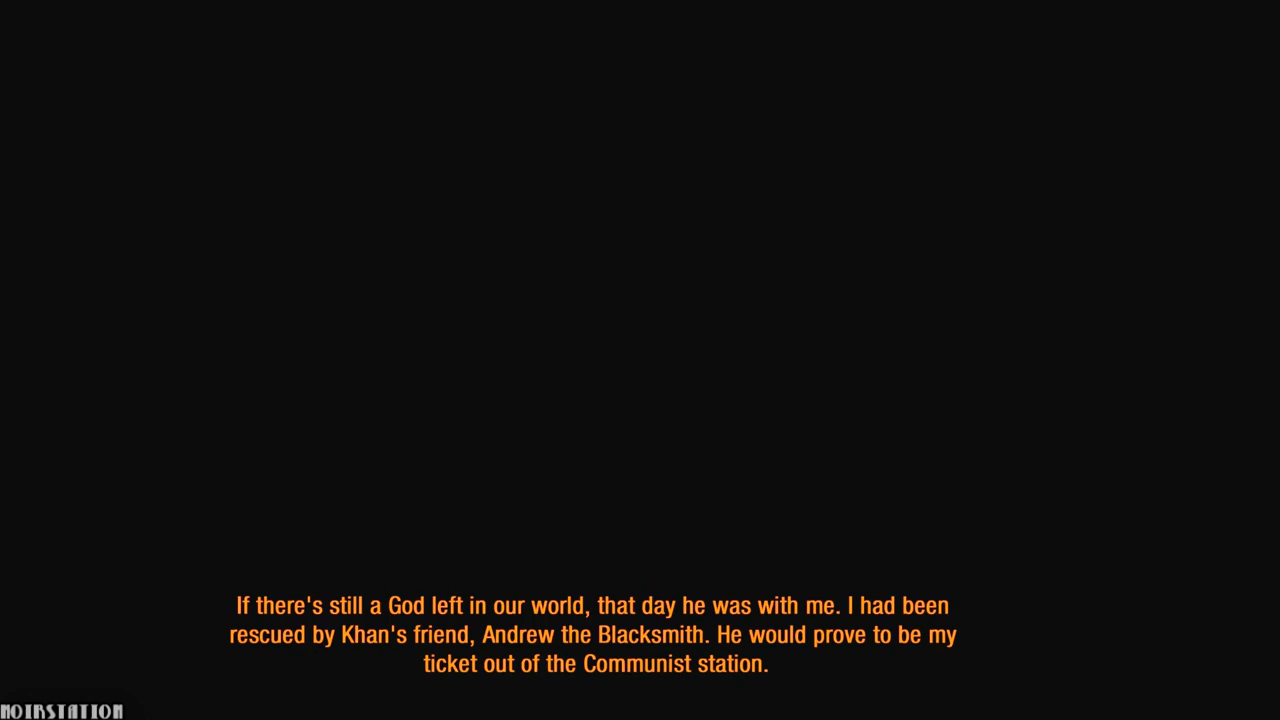 If there's still a God left in our world, that day he was with me. I had been
rescued by Khan's friend, Andrew the Blacksmith. He would prove to be my
ticket out of the Communist station.
NOIRSTATION